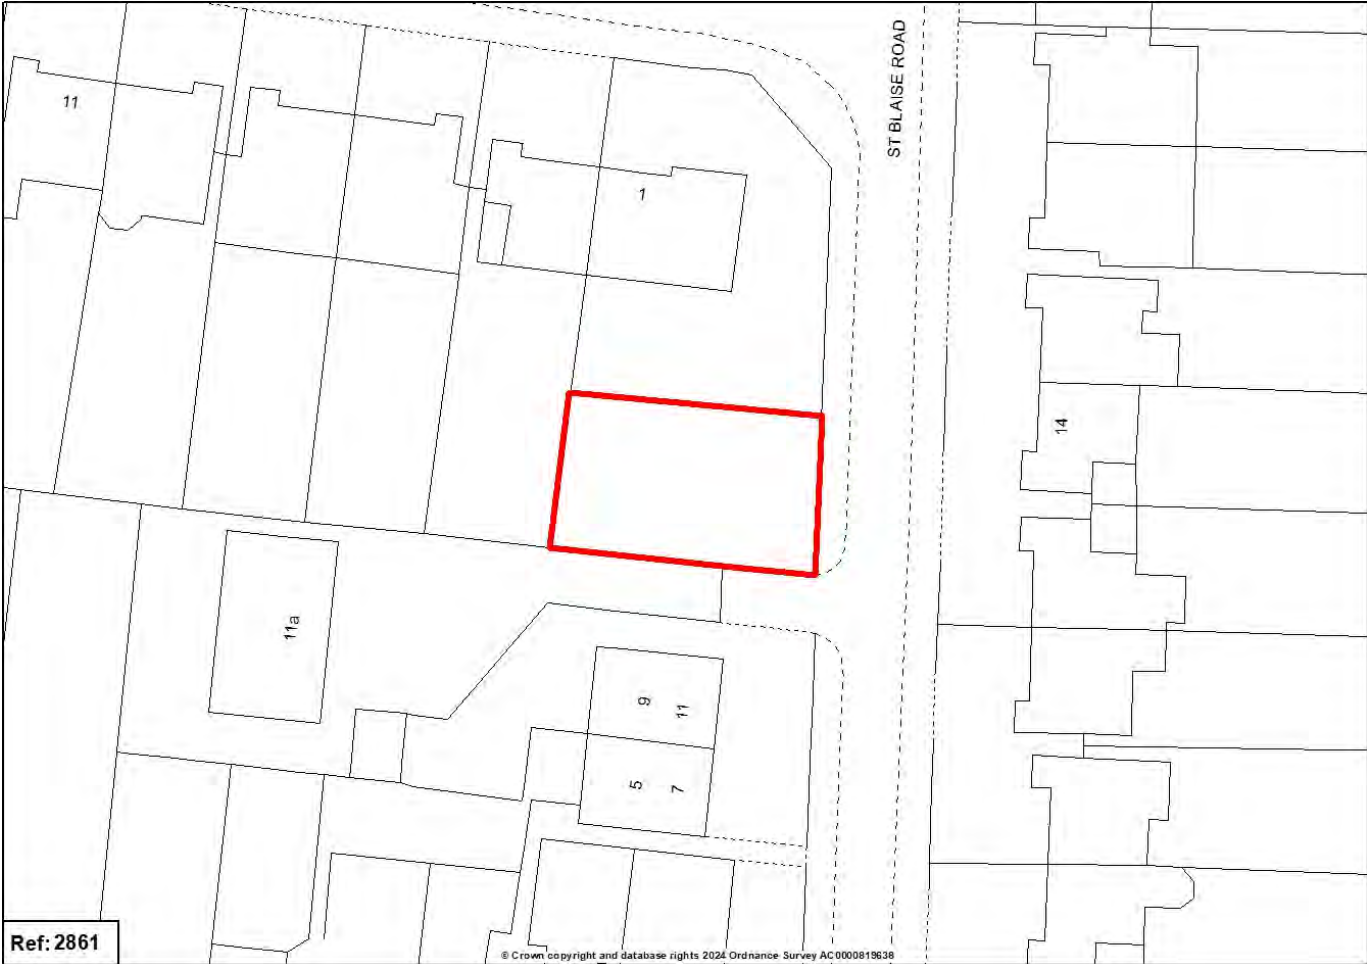 ST BLAISE ROAD
11
1
14
11a
9
11
5
7
Ref: 2861
© Crown copyright and database rights 2024 Ordnance Survey AC0000819638